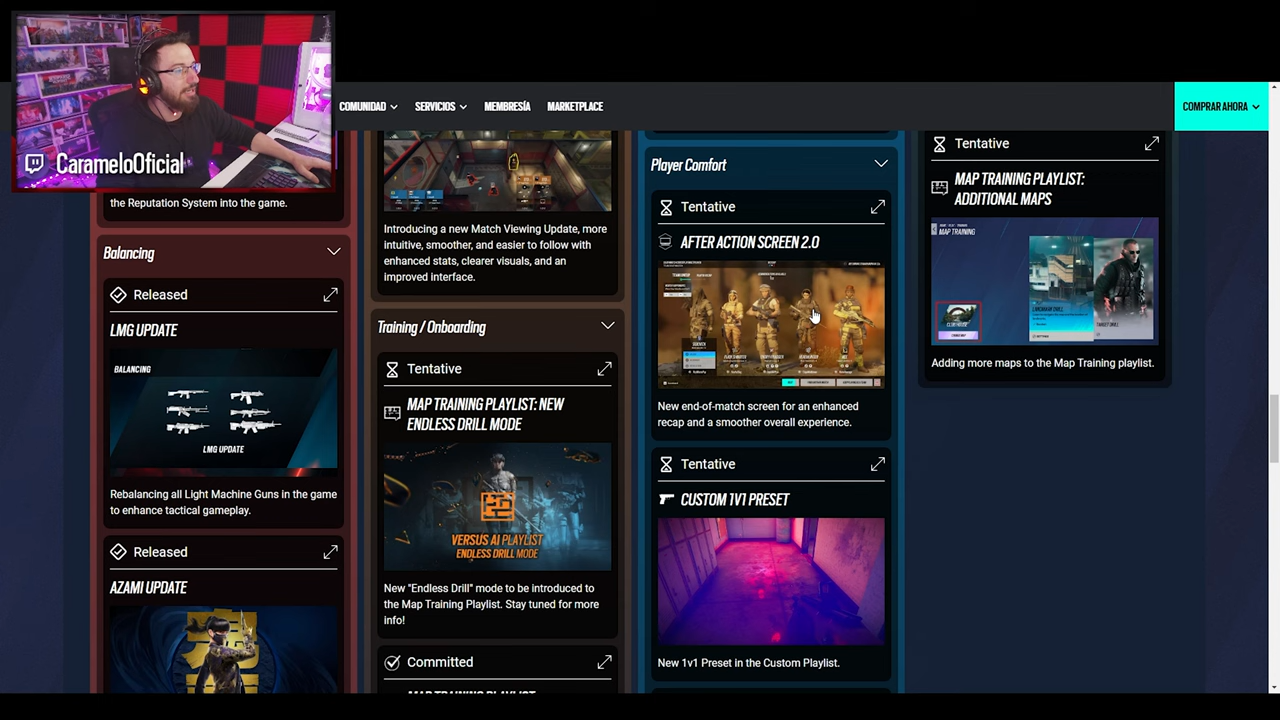 CarameloOficial
COMUNIDAD
SERVICIOS
MEMBRESÍA
MARKETPLACE
COMPRAR AHORA
the Reputation System into the game.
Balancing
Released
LMG UPDATE
BALANCING
LMG UPDATE
Rebalancing all Light Machine Guns in the game
to enhance tactical gameplay.
Released
AZAMI UPDATE
Introducing a new Match Viewing Update, more
intuitive, smoother, and easier to follow with
enhanced stats, clearer visuals, and an
improved interface.
Training / Onboarding
Tentative
MAP TRAINING PLAYLIST: NEW
ENDLESS DRILL MODE
VERSUS AI PLAYLIST
ENDLESS DRILL MODE
New "Endless Drill" mode to be introduced to
the Map Training Playlist. Stay tuned for more
info!
Committed
MAP TRAINING PLAYLIST
Player Comfort
Tentative
AFTER ACTION SCREEN 2.0
New end-of-match screen for an enhanced
recap and a smoother overall experience.
Tentative
CUSTOM 1V1 PRESET
New 1v1 Preset in the Custom Playlist.
Tentative
MAP TRAINING PLAYLIST:
ADDITIONAL MAPS
MAP TRAINING
TARGET DRILL
Adding more maps to the Map Training playlist.